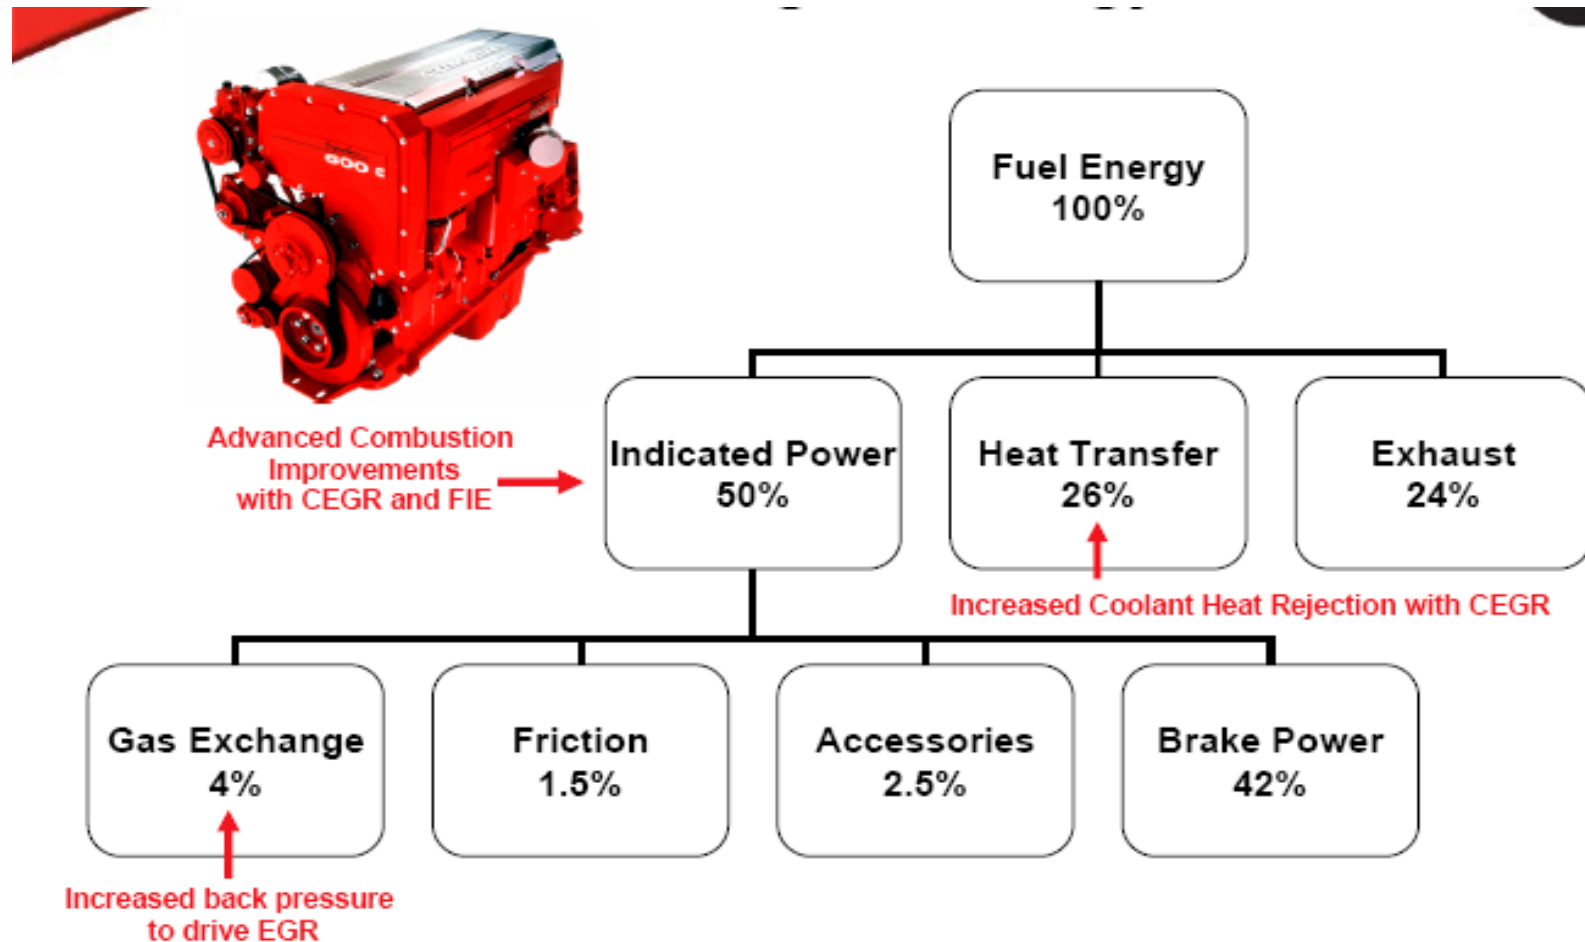 600
Fuel Energy
100%
Advanced Combustion
Improvements
with CEGR and FIE
Indicated Power
50%
Heat Transfer
26%
Exhaust
24%
Increased Coolant Heat Rejection with CEGR
Gas Exchange
4%
Friction
1.5%
Accessories
2.5%
Brake Power
42%
Increased back pressure
to drive EGR